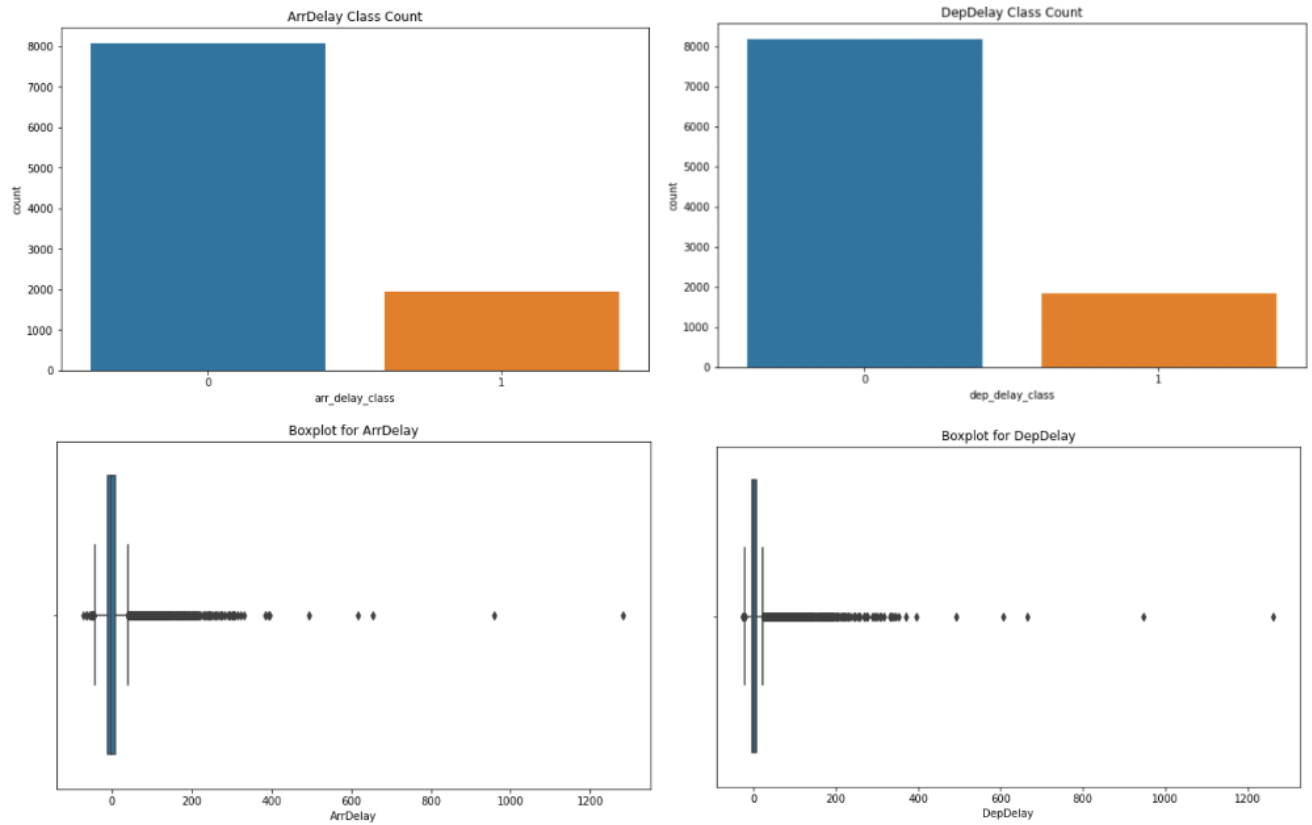 ArrDelay Class Count
8000
7000
6000
5000
4000
3000
2000
1000
0
count
0 1
arr_delay_class
DepDelay Class Count
8000
7000
6000
5000
4000
3000
2000
1000
0
count
0 1
dep_delay_class
Boxplot for ArrDelay
0 200 400 600 800 1000 1200
ArrDelay
Boxplot for DepDelay
0 200 400 600 800 1000 1200
DepDelay